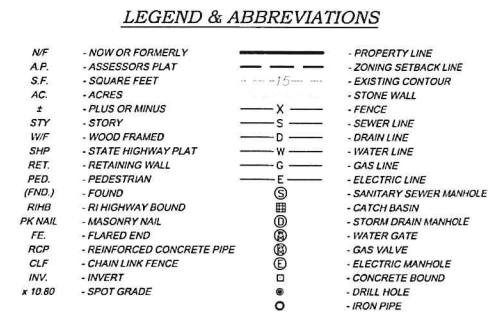 LEGEND & ABBREVIATIONS
N/F - NOW OR FORMERLY - PROPERTY LINE
A.P. - ASSESSORS PLAT - ZONING SETBACK LINE
S.F. - SQUARE FEET 15 - EXISTING CONTOUR
AC. - ACRES - STONE WALL
± - PLUS OR MINUS X - FENCE
STY - STORY S - SEWER LINE
W/F - WOOD FRAMED D - DRAIN LINE
SHP - STATE HIGHWAY PLAT W - WATER LINE
RET. - RETAINING WALL G - GAS LINE
PED. - PEDESTRIAN E - ELECTRIC LINE
(FND.) - FOUND S - SANITARY SEWER MANHOLE
RIHB - RI HIGHWAY BOUND - CATCH BASIN
PK NAIL - MASONRY NAIL D - STORM DRAIN MANHOLE
FE. - FLARED END - WATER GATE
RCP - REINFORCED CONCRETE PIPE - GAS VALVE
CLF - CHAIN LINK FENCE E - ELECTRIC MANHOLE
INV. - INVERT - CONCRETE BOUND
x 10.80 - SPOT GRADE - DRILL HOLE
- IRON PIPE